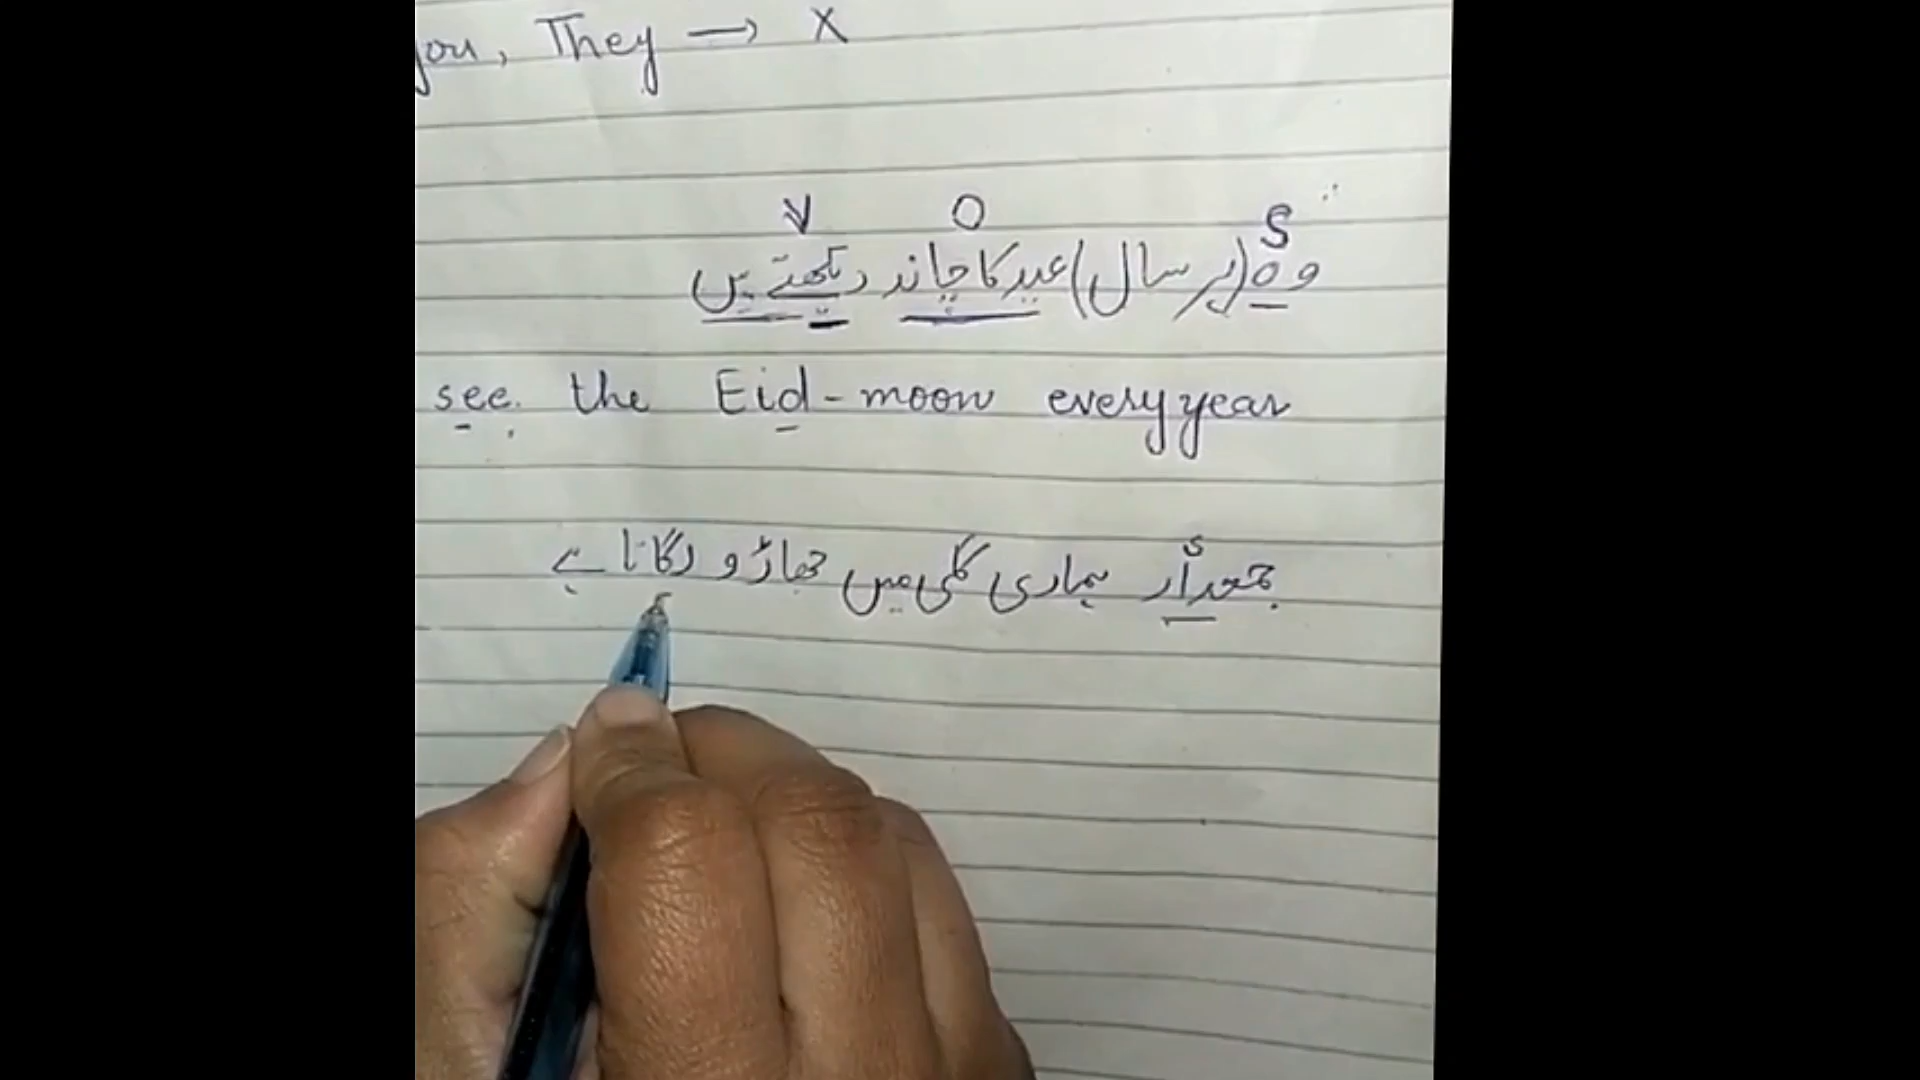 you, They → X
V O S
وہ (ہر سال) عید کا چاند دیکھتے ہیں
see the Eid-moon every year
S
جمعدار ہماری گلی میں جھاڑو لگاتا ہے